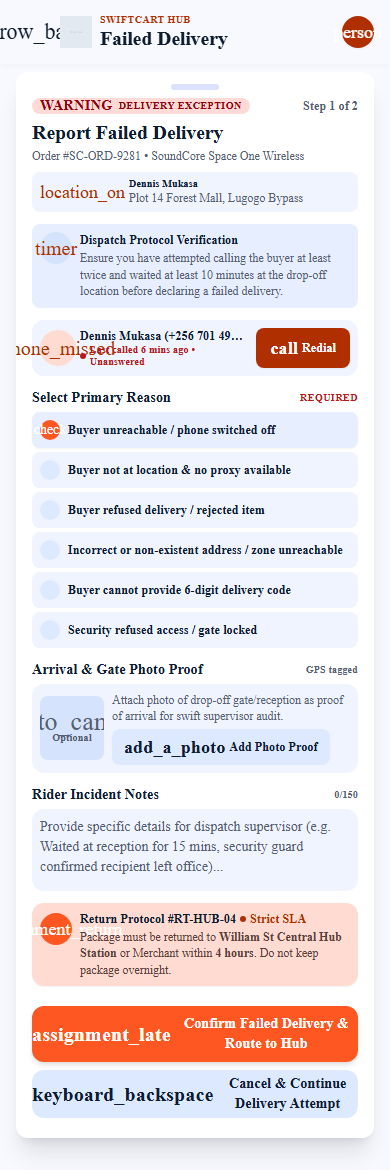 row_ba
SWIFTCART HUB
Failed Delivery
person
WARNING DELIVERY EXCEPTION
Step 1 of 2
Report Failed Delivery
Order #SC-ORD-9281 • SoundCore Space One Wireless
location_on
Dennis Mukasa
Plot 14 Forest Mall, Lugogo Bypass
timer
Dispatch Protocol Verification
Ensure you have attempted calling the buyer at least
twice and waited at least 10 minutes at the drop-off
location before declaring a failed delivery.
Dennis Mukasa (+256 701 49…
called 6 mins ago •
Unanswered
call Redial
Select Primary Reason
REQUIRED
Buyer unreachable / phone switched off
Buyer not at location & no proxy available
Buyer refused delivery / rejected item
Incorrect or non-existent address / zone unreachable
Buyer cannot provide 6-digit delivery code
Security refused access / gate locked
Arrival & Gate Photo Proof
GPS tagged
to_can
Optional
Attach photo of drop-off gate/reception as proof
of arrival for swift supervisor audit.
add_a_photo Add Photo Proof
Rider Incident Notes
0/150
Provide specific details for dispatch supervisor (e.g.
Waited at reception for 15 mins, security guard
confirmed recipient left office)...
ment_return
Return Protocol #RT-HUB-04 • Strict SLA
Package must be returned to William St Central Hub
Station or Merchant within 4 hours. Do not keep
package overnight.
assignment_late
Confirm Failed Delivery &
Route to Hub
keyboard_backspace
Cancel & Continue
Delivery Attempt